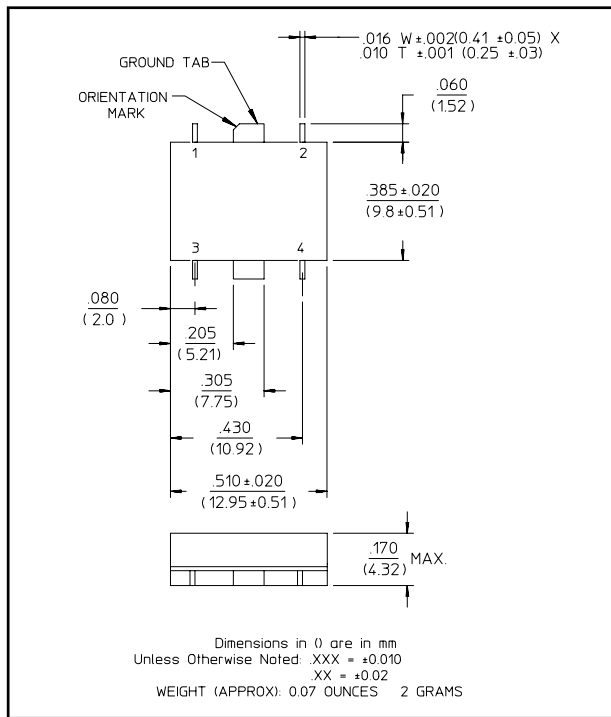 .016 W ±.002(0.41 ±0.05) X
.010 T ±.001 (0.25 ±.03)
GROUND TAB
.060
(1.52)
ORIENTATION
MARK
1
2
.385±.020
(9.8±0.51)
3
4
.080
( 2.0 )
.205
(5.21)
.305
(7.75)
.430
(10.92)
.510±.020
(12.95±0.51)
.170
(4.32)
MAX.
Dimensions in () are in mm
Unless Otherwise Noted: .XXX = ±0.010
.XX = ±0.02
WEIGHT (APPROX): 0.07 OUNCES 2 GRAMS